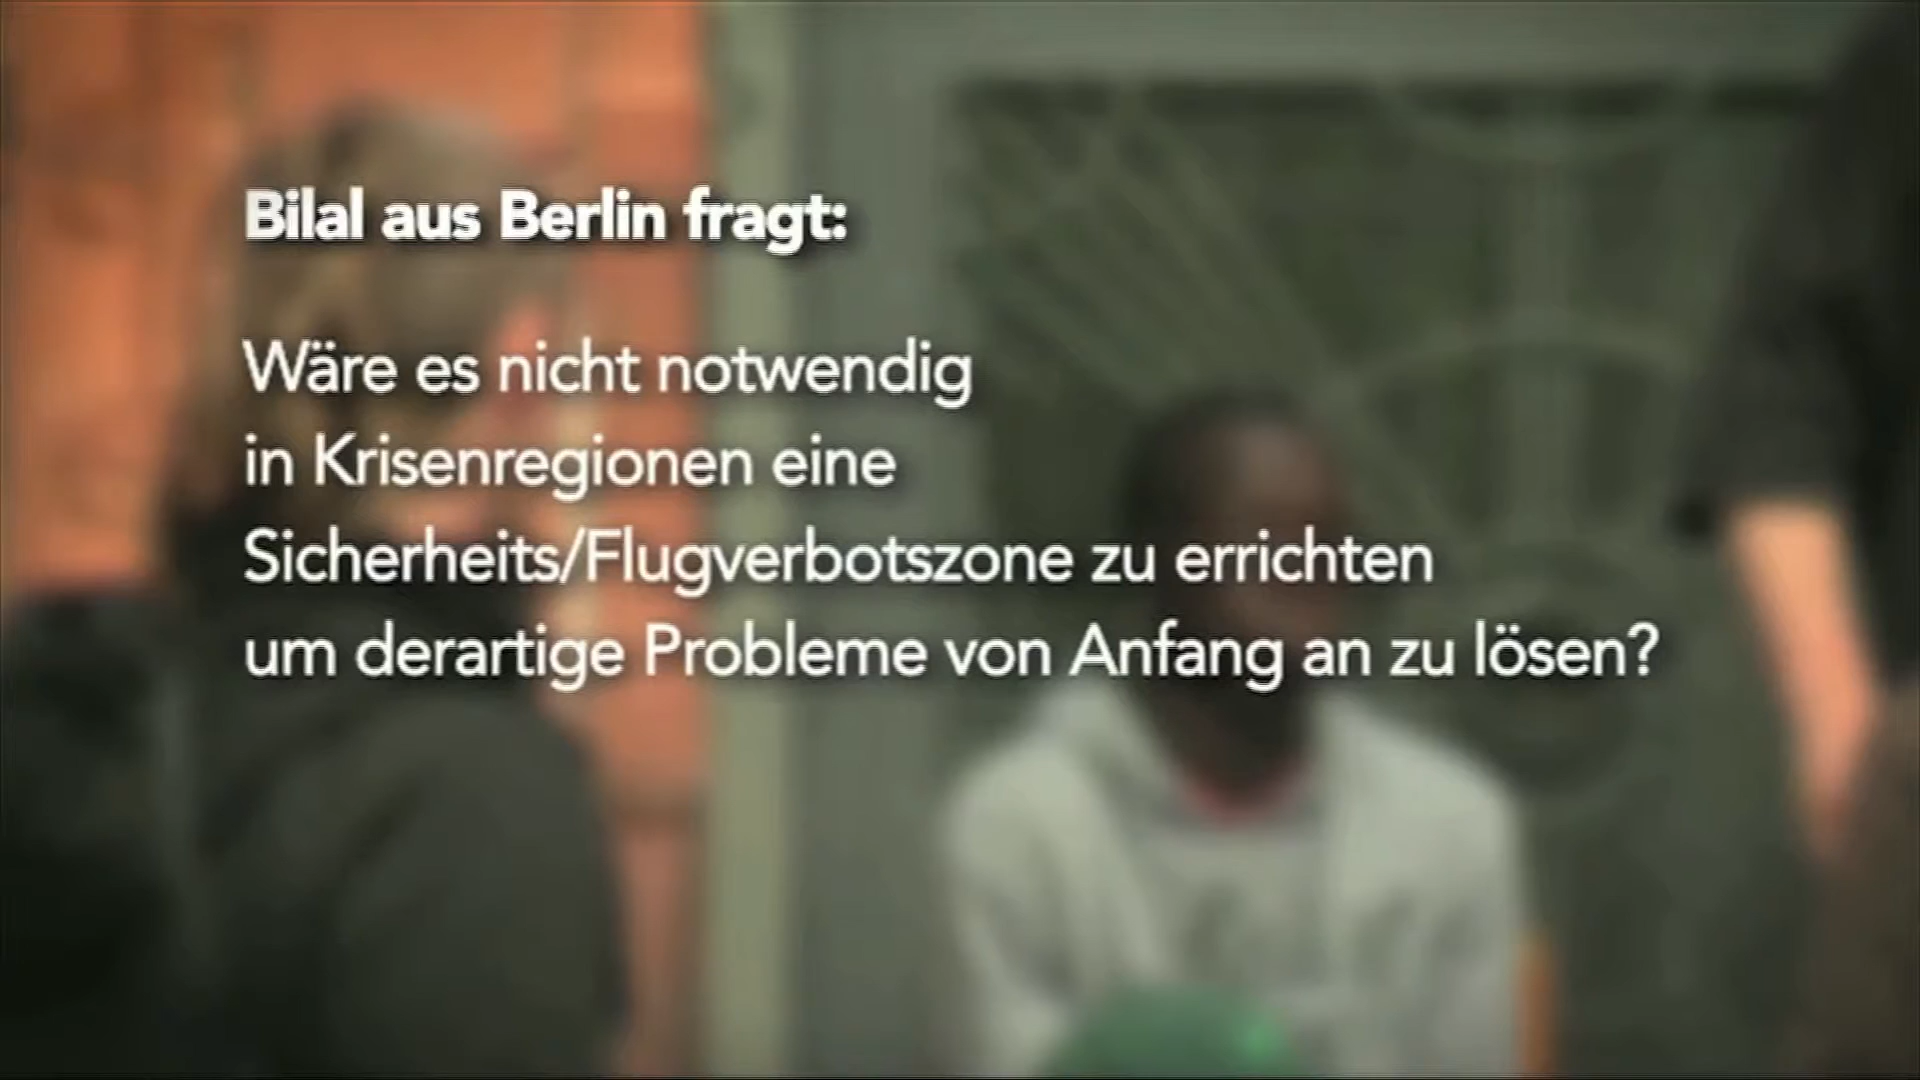 Bilal aus Berlin fragt:
Wäre es nicht notwendig
in Krisenregionen eine
Sicherheits/Flugverbotszone zu errichten
um derartige Probleme von Anfang an zu lösen?